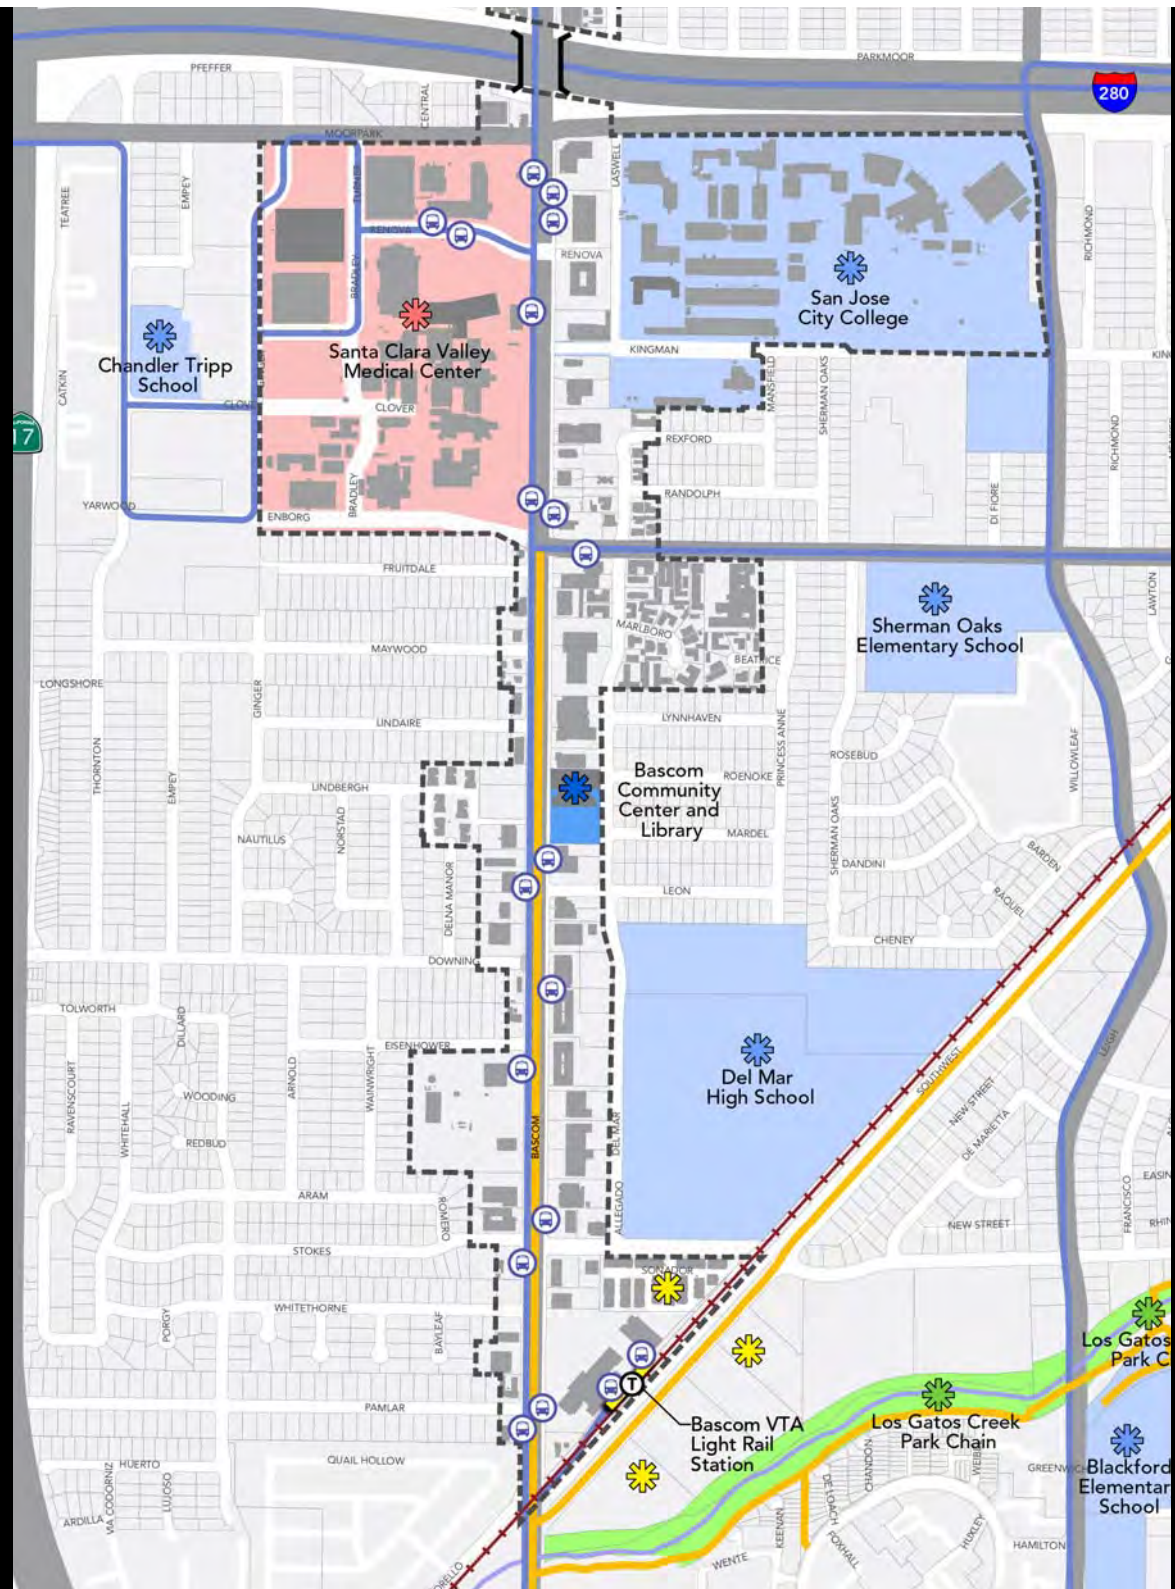 PARKMOOR
PFEFFER
280
CENTRAL
MOORPARK
LASWELL
TEATREE
EMPEY
TURNER
RICHMOND
RENOVA
RENOVA
BRADLEY
San Jose
City College
Santa Clara Valley
Medical Center
KINGMAN
Chandler Tripp
School
CATKIN
MANSFIELD
SHERMAN OAKS
CLOVER
17
REXFORD
RICHMOND
RANDOLPH
BRADLEY
YARWOOD
ENBORG
DI FIORE
FRUITDALE
LAWTON
MARLBORO
Sherman Oaks
Elementary School
MAYWOOD
BEATRICE
LONGSHORE
GINGER
LINDAIRE
LYNNHAVEN
PRINCESS ANNE
WILLOWLEAF
THORNTON
EMPEY
ROSEBUD
Bascom
Community
Center and
Library
ROENOKE
LINDBERGH
NORSTAD
NAUTILUS
MARDEL
SHERMAN OAKS
BARDEN
DANDINI
DELNA MANOR
LEON
RAQUEL
CHENEY
DOWNING
TOLWORTH
DILLARD
EISENHOWER
LEIGH
RAVENSCOURT
WHITEHALL
WOODING
ARNOLD
WAINWRIGHT
Del Mar
High School
SOUTHWEST
NEW STREET
DE MARIETTA
REDBUD
BASCOM
DEL MAR
ARAM
ROMERO
ALLEGADO
FRANCISCO
NEW STREET
STOKES
SONADOR
WHITETHORNE
PORGY
BAYLEAF
Los Gatos
Park C
T
PAMLAR
Bascom VTA
Light Rail
Station
Los Gatos Creek
Park Chain
QUAIL HOLLOW
HUERTO
VIA CODORNIZ
LUJOSO
ARDILLA
CHANDON
DE LOACH
FOXHALL
KEENAN
HUXLEY
Blackford
Elementar
School
HAMILTON
WENTE